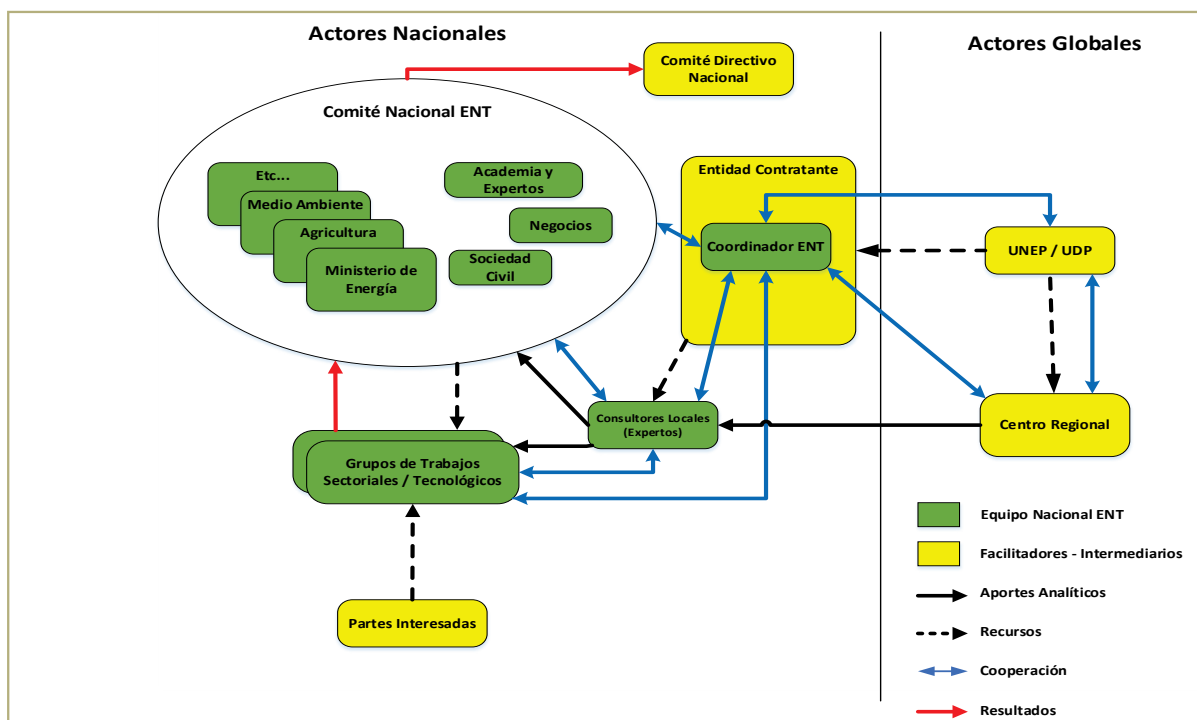 Actores Nacionales
Actores Globales
Comité Directivo
Nacional
Comité Nacional ENT
Etc...
Medio Ambiente
Agricultura
Ministerio de
Energía
Academia y
Expertos
Negocios
Sociedad
Civil
Entidad Contratante
Coordinador ENT
UNEP / UDP
Consultores Locales
(Expertos)
Centro Regional
Grupos de Trabajos
Sectoriales / Tecnológicos
Partes Interesadas
Equipo Nacional ENT
Facilitadores - Intermediarios
Aportes Analíticos
Recursos
Cooperación
Resultados